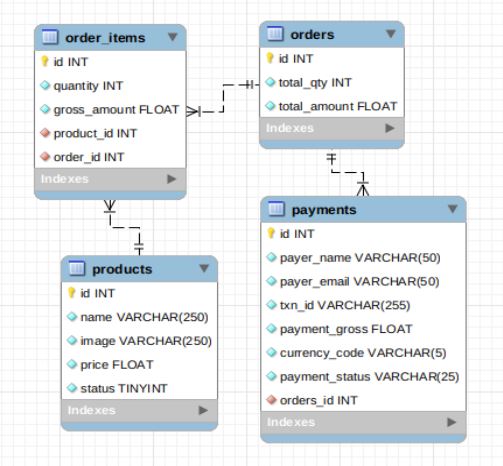 order_items
id INT
quantity INT
gross_amount FLOAT
product_id INT
order_id INT
Indexes
orders
id INT
total_qty INT
total_amount FLOAT
Indexes
products
id INT
name VARCHAR(250)
image VARCHAR(250)
price FLOAT
status TINYINT
Indexes
payments
id INT
payer_name VARCHAR(50)
payer_email VARCHAR(50)
txn_id VARCHAR(255)
payment_gross FLOAT
currency_code VARCHAR(5)
payment_status VARCHAR(25)
orders_id INT
Indexes